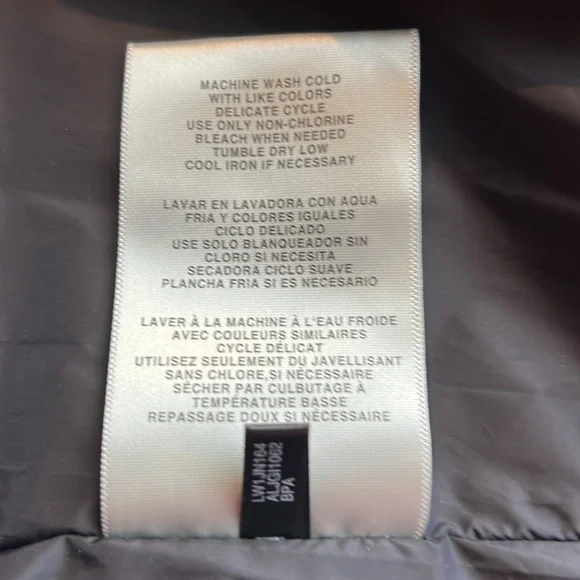 MACHINE WASH COLD
WITH LIKE COLORS
DELICATE CYCLE
USE ONLY NON-CHLORINE
BLEACH WHEN NEEDED
TUMBLE DRY LOW
COOL IRON IF NECESSARY
LAVAR EN LAVADORA CON AQUA
FRIA Y COLORES IGUALES
CICLO DELICADO
USE SOLO BLANQUEADOR SIN
CLORO SI NECESITA
SECADORA CICLO SUAVE
PLANCHA FRIA SI ES NECESARIO
LAVER À LA MACHINE À L'EAU FROIDE
AVEC COULEURS SIMILAIRES
CYCLE DÉLICAT
UTILISEZ SEULEMENT DU JAVELLISANT
SANS CHLORE,SI NÉCESSAIRE
SÉCHER PAR CULBUTAGE À
TEMPÉRATURE BASSE
REPASSAGE DOUX SI NÉCESSAIRE
LW1JN164
ALJGI1002
BPA